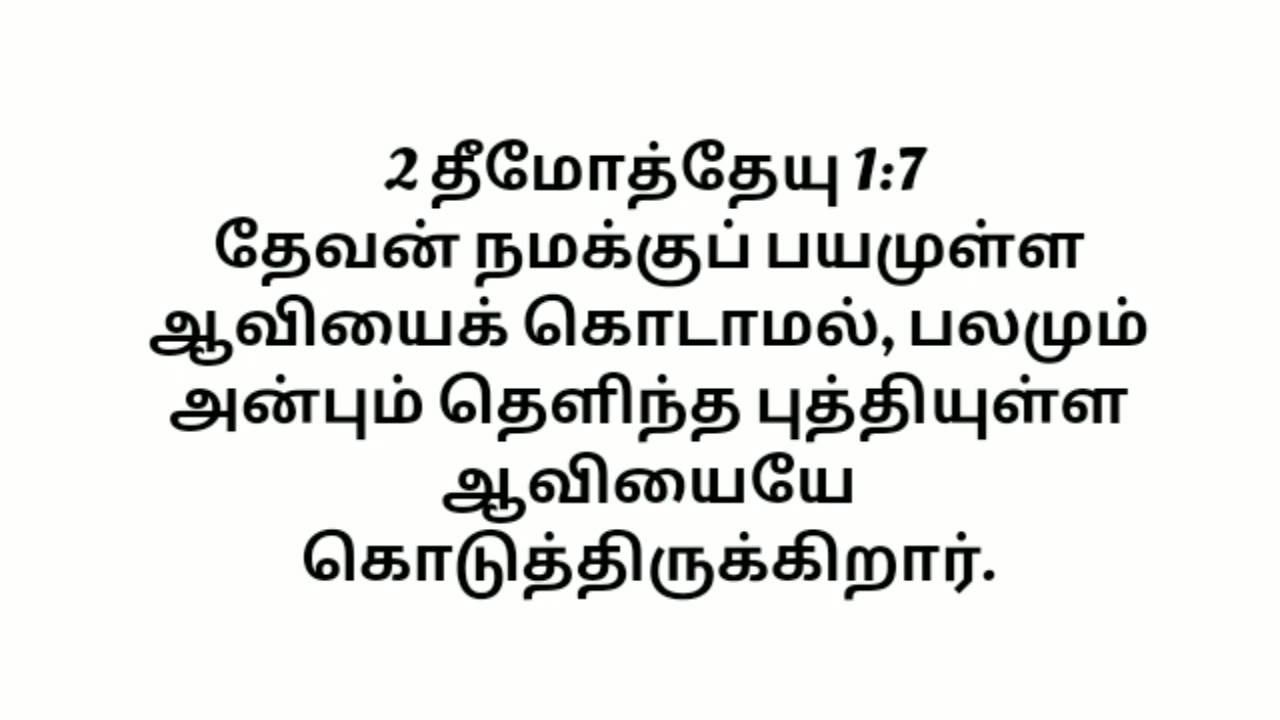 2 தீமோத்தேயு 1:7
தேவன் நமக்குப் பயமுள்ள
ஆவியைக் கொடாமல், பலமும்
அன்பும் தெளிந்த புத்தியுள்ள
ஆவியையே
கொடுத்திருக்கிறார்.